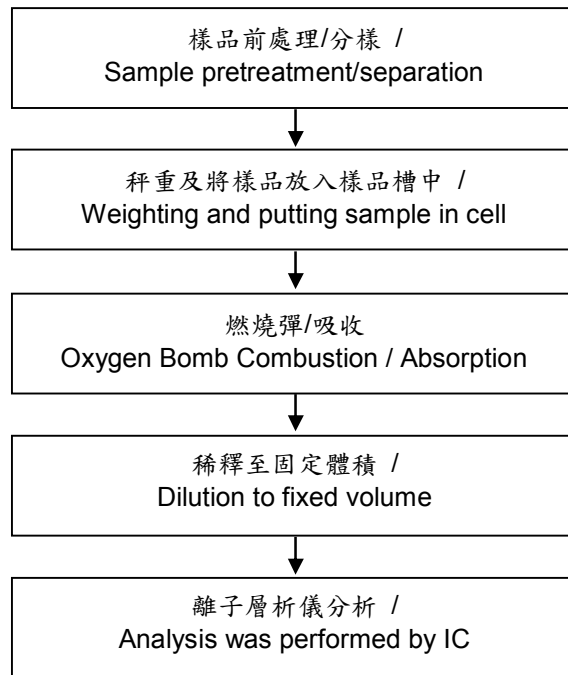 樣品前處理/分樣 /
Sample pretreatment/separation
秤重及將樣品放入樣品槽中 /
Weighting and putting sample in cell
燃燒彈/吸收
Oxygen Bomb Combustion / Absorption
稀釋至固定體積 /
Dilution to fixed volume
離子層析儀分析 /
Analysis was performed by IC